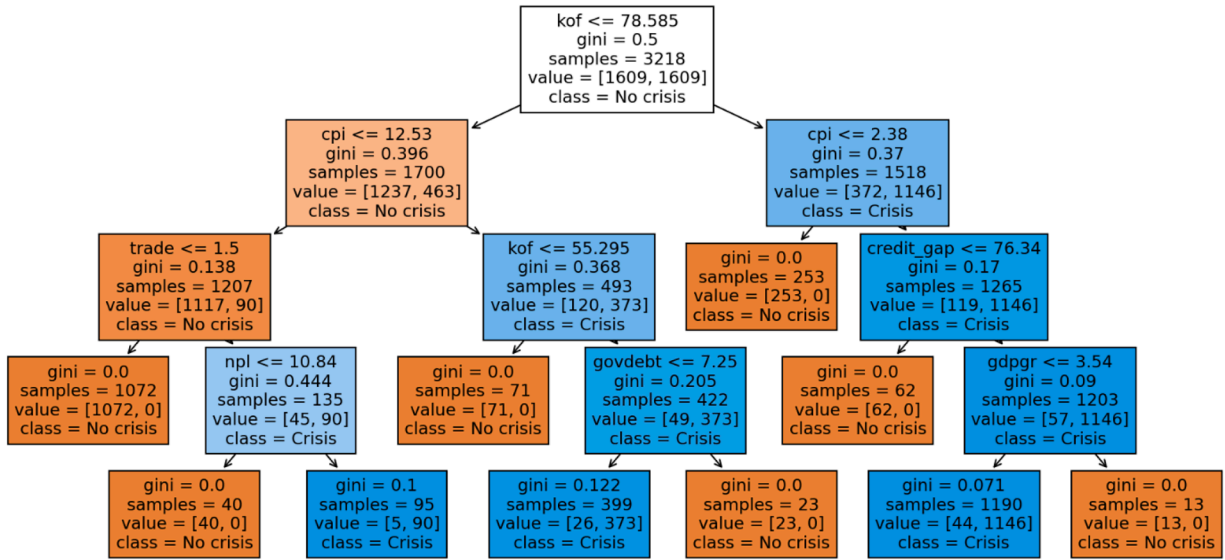 kof <= 78.585
gini = 0.5
samples = 3218
value = [1609, 1609]
class = No crisis
cpi <= 12.53
gini = 0.396
samples = 1700
value = [1237, 463]
class = No crisis
cpi <= 2.38
gini = 0.37
samples = 1518
value = [372, 1146]
class = Crisis
trade <= 1.5
gini = 0.138
samples = 1207
value = [1117, 90]
class = No crisis
kof <= 55.295
gini = 0.368
samples = 493
value = [120, 373]
class = Crisis
gini = 0.0
samples = 253
value = [253, 0]
class = No crisis
credit_gap <= 76.34
gini = 0.17
samples = 1265
value = [119, 1146]
class = Crisis
gini = 0.0
samples = 1072
value = [1072, 0]
class = No crisis
npl <= 10.84
gini = 0.444
samples = 135
value = [45, 90]
class = Crisis
gini = 0.0
samples = 71
value = [71, 0]
class = No crisis
govdebt <= 7.25
gini = 0.205
samples = 422
value = [49, 373]
class = Crisis
gini = 0.0
samples = 62
value = [62, 0]
class = No crisis
gdpgr <= 3.54
gini = 0.09
samples = 1203
value = [57, 1146]
class = Crisis
gini = 0.0
samples = 40
value = [40, 0]
class = No crisis
gini = 0.1
samples = 95
value = [5, 90]
class = Crisis
gini = 0.122
samples = 399
value = [26, 373]
class = Crisis
gini = 0.0
samples = 23
value = [23, 0]
class = No crisis
gini = 0.071
samples = 1190
value = [44, 1146]
class = Crisis
gini = 0.0
samples = 13
value = [13, 0]
class = No crisis